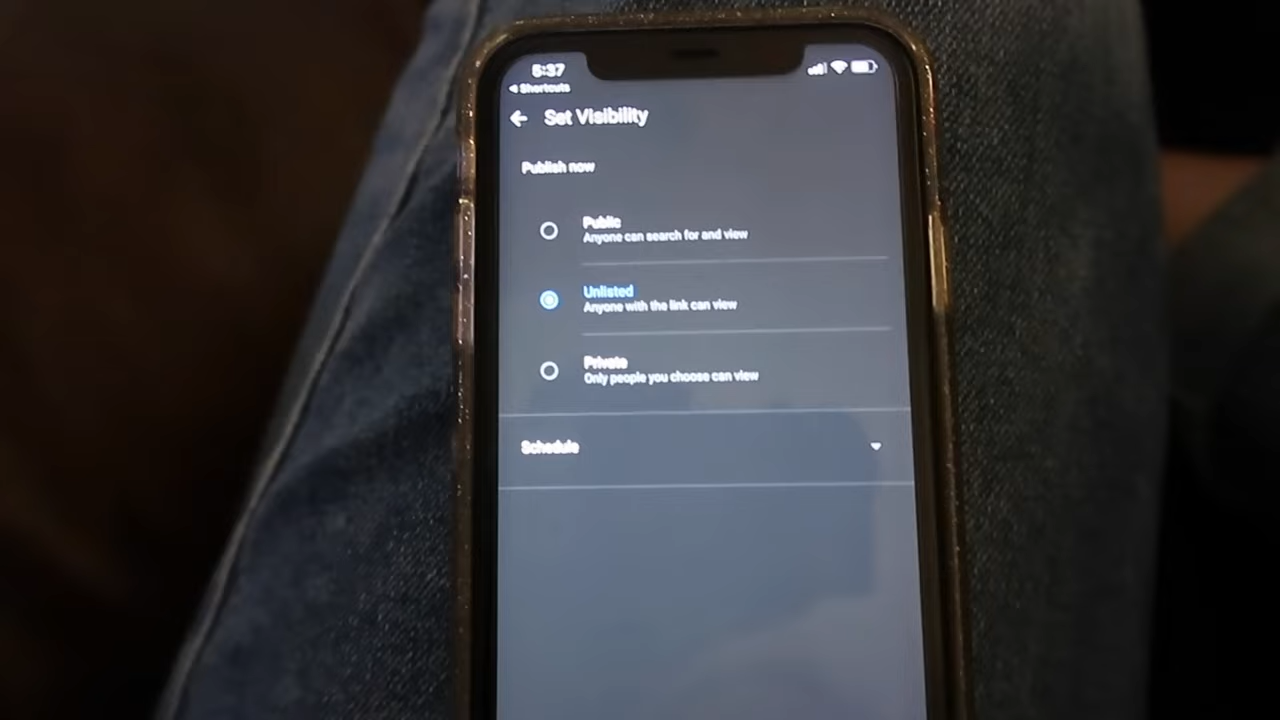 5:37
Shortcuts
Set Visibility
Publish now
Public
Anyone can search for and view
Unlisted
Anyone with the link can view
Private
Only people you choose can view
Schedule